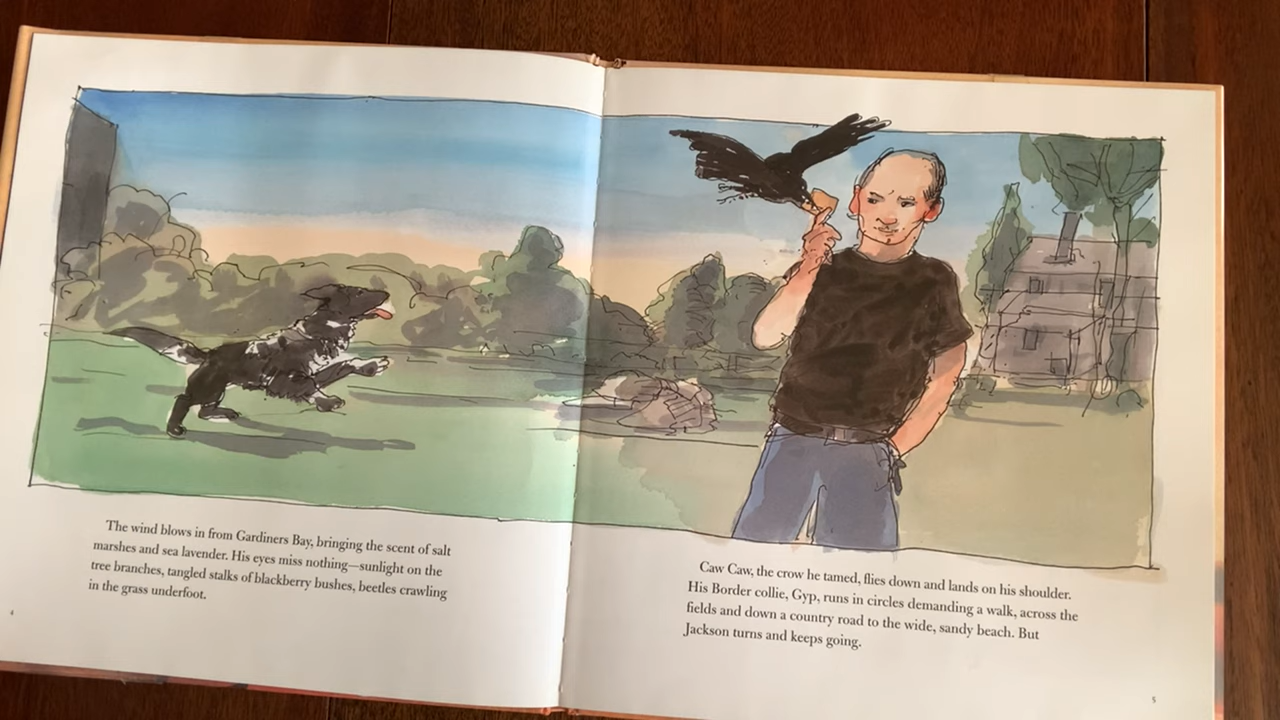 The wind blows in from Gardiners Bay, bringing the scent of salt
marshes and sea lavender. His eyes miss nothing—sunlight on the
tree branches, tangled stalks of blackberry bushes, beetles crawling
in the grass underfoot.
4
Caw Caw, the crow he tamed, flies down and lands on his shoulder.
His Border collie, Gyp, runs in circles demanding a walk, across the
fields and down a country road to the wide, sandy beach. But
Jackson turns and keeps going.
5